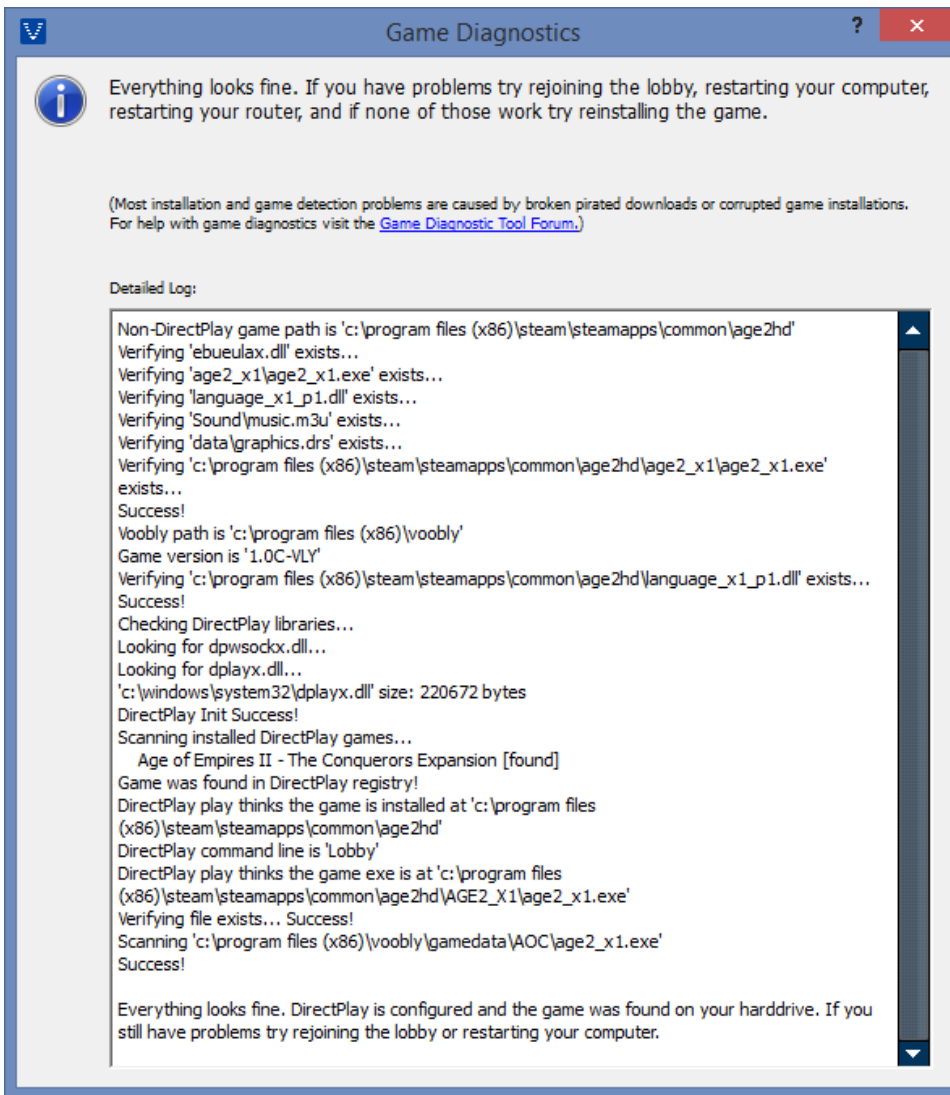 Game Diagnostics
?
Everything looks fine. If you have problems try rejoining the lobby, restarting your computer,
restarting your router, and if none of those work try reinstalling the game.
(Most installation and game detection problems are caused by broken pirated downloads or corrupted game installations.
For help with game diagnostics visit the Game Diagnostic Tool Forum.)
Detailed Log:
Non-DirectPlay game path is 'c:\program files (x86)\steam\steamapps\common\age2hd'
Verifying 'ebueulax.dll' exists...
Verifying 'age2_x1\age2_x1.exe' exists...
Verifying 'language_x1_p1.dll' exists...
Verifying 'Sound\music.m3u' exists...
Verifying 'data\graphics.drs' exists...
Verifying 'c:\program files (x86)\steam\steamapps\common\age2hd\age2_x1\age2_x1.exe'
exists...
Success!
Voobly path is 'c:\program files (x86)\voobly'
Game version is '1.0C-VLY'
Verifying 'c:\program files (x86)\steam\steamapps\common\age2hd\language_x1_p1.dll' exists...
Success!
Checking DirectPlay libraries...
Looking for dpwsockx.dll...
Looking for dplayx.dll...
'c:\windows\system32\dplayx.dll' size: 220672 bytes
DirectPlay Init Success!
Scanning installed DirectPlay games...
Age of Empires II - The Conquerors Expansion [found]
Game was found in DirectPlay registry!
DirectPlay play thinks the game is installed at 'c:\program files
(x86)\steam\steamapps\common\age2hd'
DirectPlay command line is 'Lobby'
DirectPlay play thinks the game exe is at 'c:\program files
(x86)\steam\steamapps\common\age2hd\AGE2_X1\age2_x1.exe'
Verifying file exists... Success!
Scanning 'c:\program files (x86)\voobly\gamedata\AOC\age2_x1.exe'
Success!
Everything looks fine. DirectPlay is configured and the game was found on your harddrive. If you
still have problems try rejoining the lobby or restarting your computer.